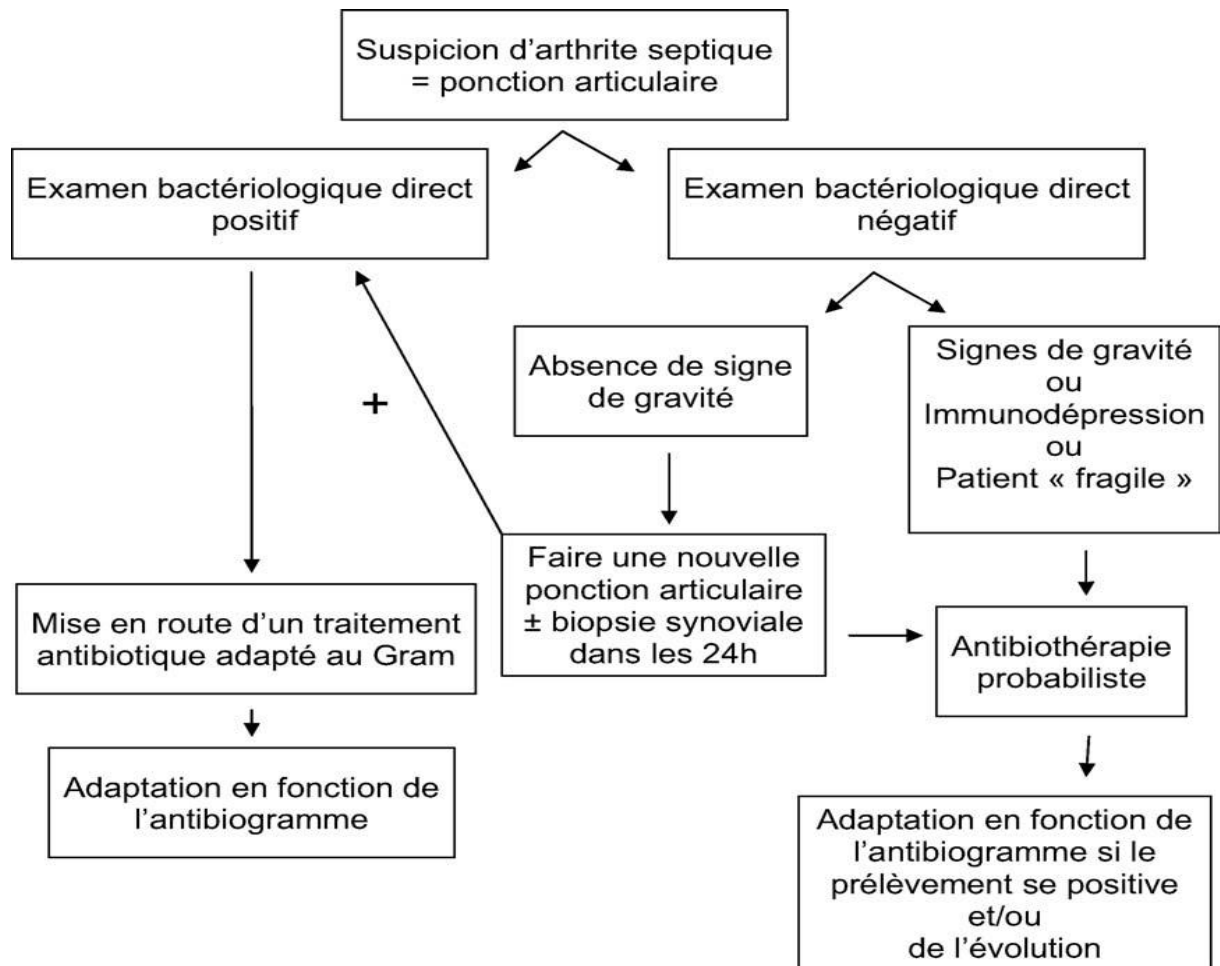 Suspicion d’arthrite septique
= ponction articulaire
Examen bactériologique direct
positif
Examen bactériologique direct
négatif
Absence de signe
de gravité
Signes de gravité
ou
Immunodépression
ou
Patient « fragile »
+
Faire une nouvelle
ponction articulaire
± biopsie synoviale
dans les 24h
Mise en route d’un traitement
antibiotique adapté au Gram
Antibiothérapie
probabiliste
Adaptation en fonction de
l’antibiogramme
Adaptation en fonction de
l’antibiogramme si le
prélèvement se positive
et/ou
de l’évolution